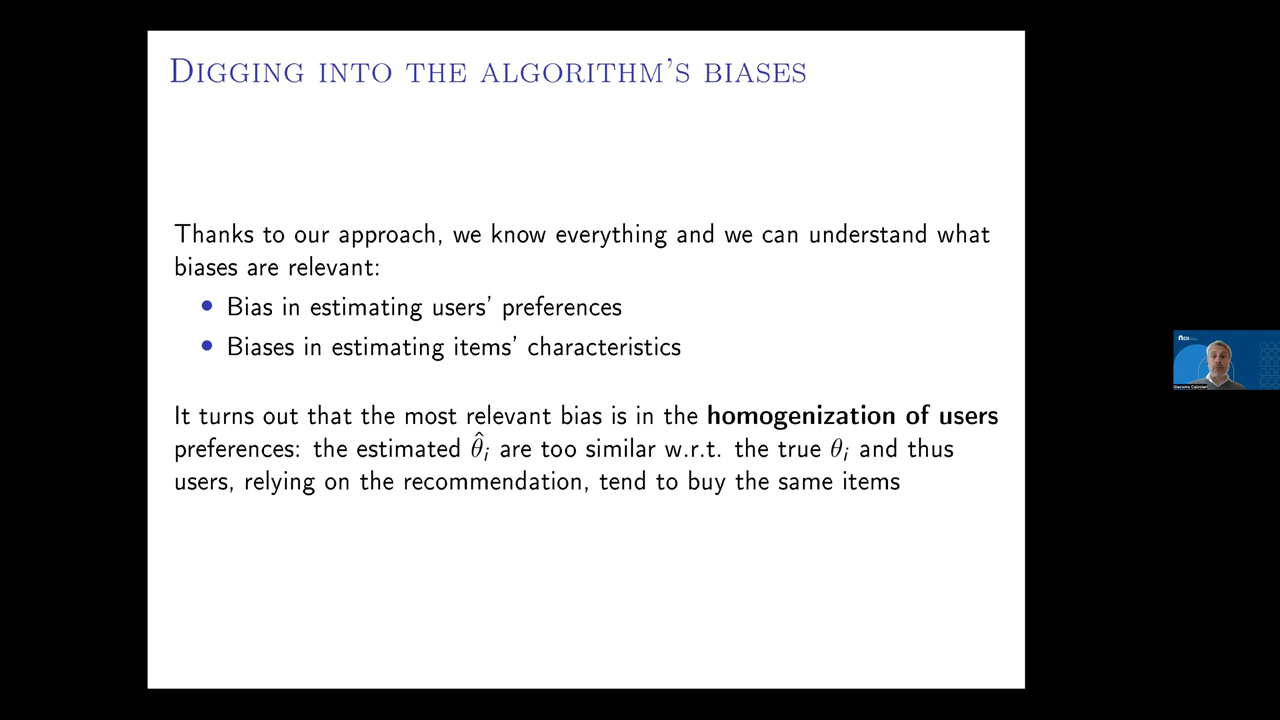 Digging into the algorithm's biases
Thanks to our approach, we know everything and we can understand what
biases are relevant:
• Bias in estimating users' preferences
• Biases in estimating items' characteristics
It turns out that the most relevant bias is in the homogenization of users
preferences: the estimated θ̂ᵢ are too similar w.r.t. the true θᵢ and thus
users, relying on the recommendation, tend to buy the same items
Giacomo Calzolari